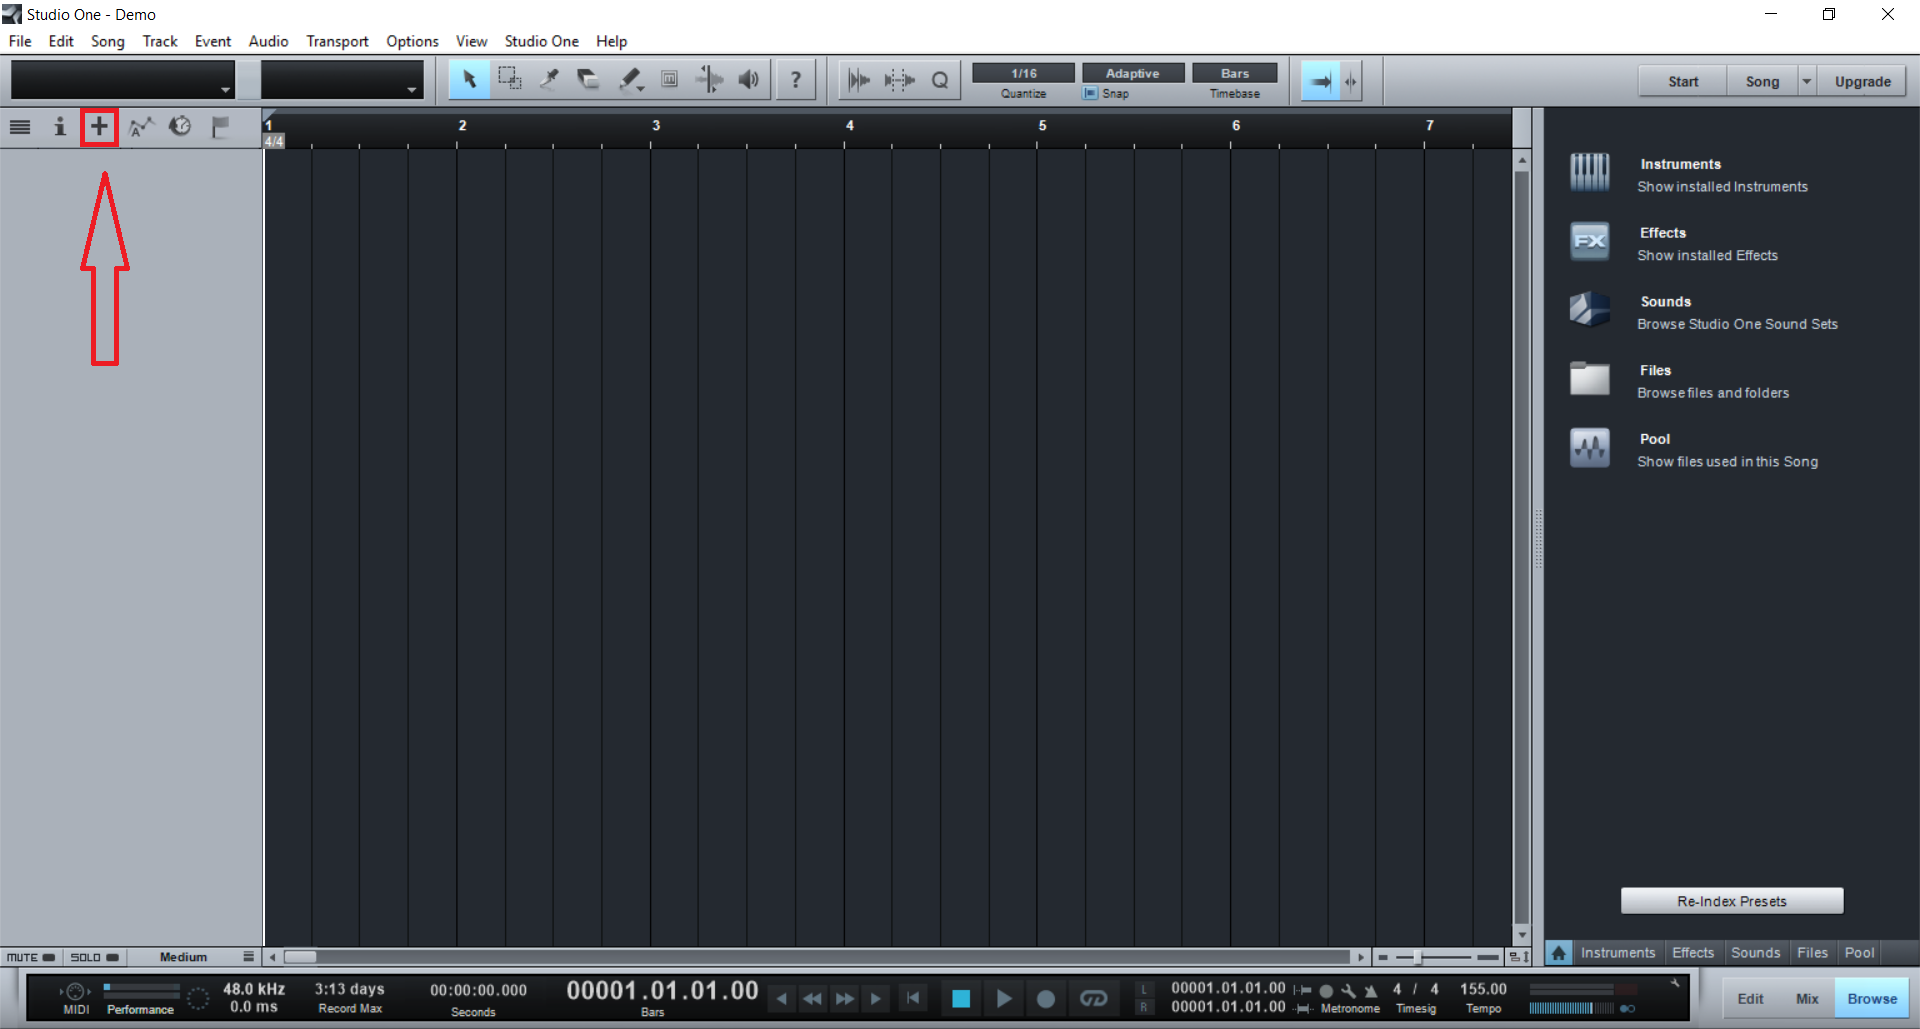 Studio One - Demo
File Edit Song Track Event Audio Transport Options View Studio One Help
1/16 Adaptive Bars
Quantize Snap Timebase
? Q
Start Song Upgrade
1 2 3 4 5 6 7
4/4
Instruments
Show installed Instruments
FX
Effects
Show installed Effects
Sounds
Browse Studio One Sound Sets
Files
Browse files and folders
Pool
Show files used in this Song
Re-Index Presets
Instruments Effects Sounds Files Pool
MUTE SOLO Medium
MIDI
Performance
48.0 kHz
0.0 ms
3:13 days
Record Max
00:00:00.000
Seconds
00001.01.01.00
Bars
L 00001.01.01.00
R 00001.01.01.00
Metronome
4 / 4
Timesig
155.00
Tempo
Edit Mix Browse